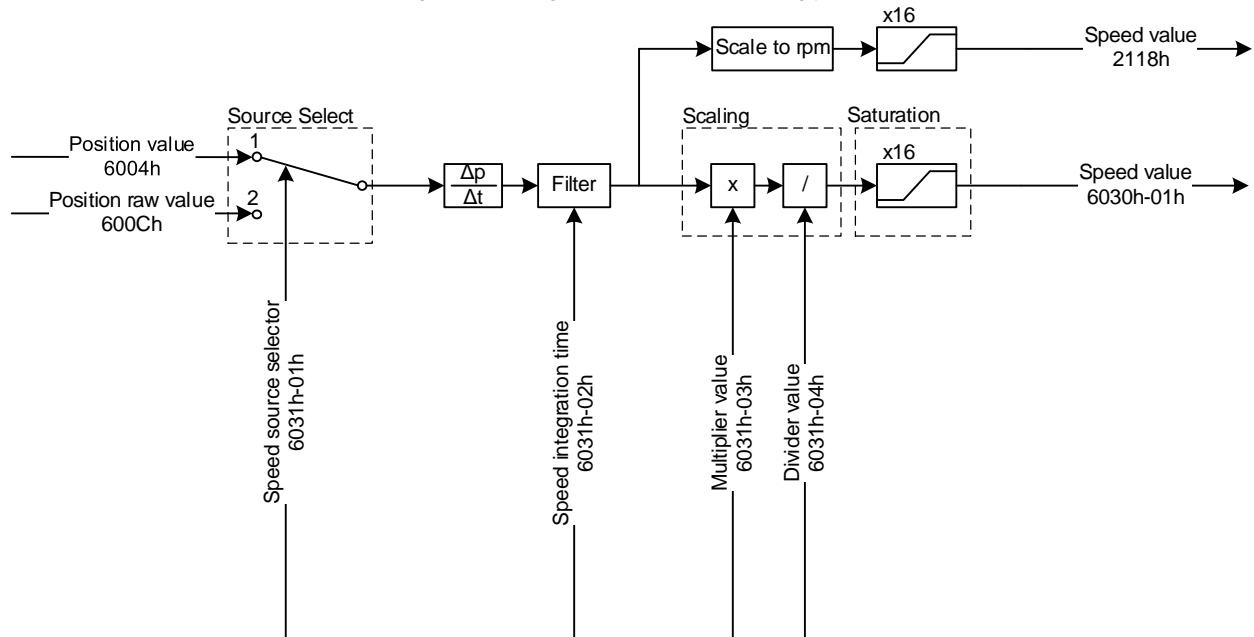 x16
Scale to rpm
Speed value
2118h
Source Select
Scaling
Saturation
Position value
6004h
1
Δp
Δt
Filter
x
/
x16
Speed value
6030h-01h
Position raw value
600Ch
2
Speed source selector
6031h-01h
Speed integration time
6031h-02h
Multiplier value
6031h-03h
Divider value
6031h-04h